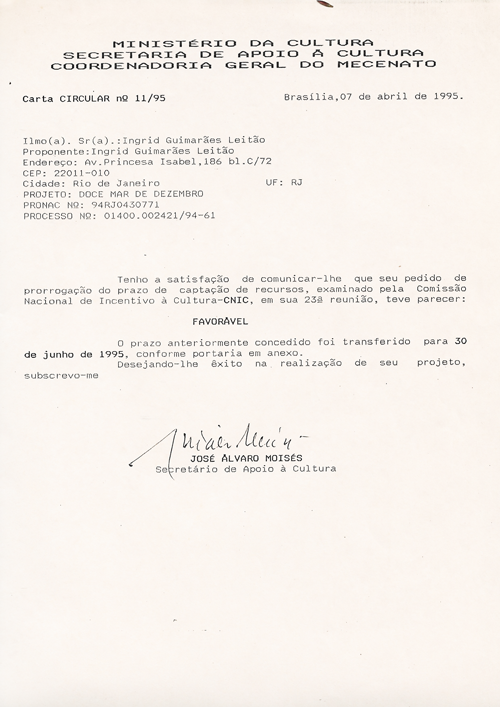 MINISTÉRIO DA CULTURA
SECRETARIA DE APOIO À CULTURA
COORDENADORIA GERAL DO MECENATO
Carta CIRCULAR nº 11/95 Brasília,07 de abril de 1995.
Ilmo(a). Sr(a).:Ingrid Guimarães Leitão
Proponente:Ingrid Guimarães Leitão
Endereço: Av.Princesa Isabel,186 bl.C/72
CEP: 22011-010
Cidade: Rio de Janeiro UF: RJ
PROJETO: DOCE MAR DE DEZEMBRO
PRONAC Nº: 94RJ0430771
PROCESSO Nº: 01400.002421/94-61
Tenho a satisfação de comunicar-lhe que seu pedido de
prorrogação do prazo de captação de recursos, examinado pela Comissão
Nacional de Incentivo à Cultura-CNIC, em sua 23ª reunião, teve parecer:
FAVORÁVEL
O prazo anteriormente concedido foi transferido para 30
de junho de 1995, conforme portaria em anexo.
Desejando-lhe êxito na realização de seu projeto,
subscrevo-me
JOSÉ ÁLVARO MOISÉS
Secretário de Apoio à Cultura